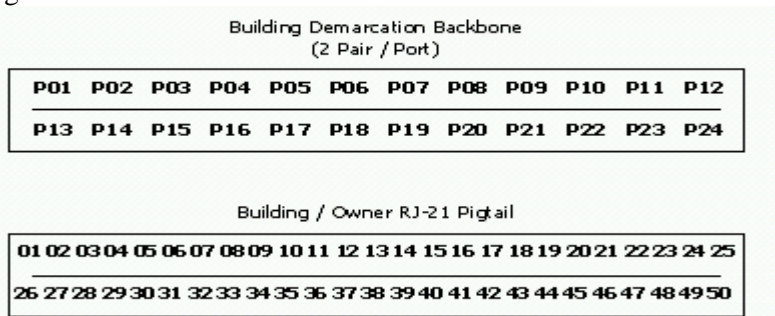 Building Demarcation Backbone
(2 Pair / Port)
P01 P02 P03 P04 P05 P06 P07 P08 P09 P10 P11 P12
P13 P14 P15 P16 P17 P18 P19 P20 P21 P22 P23 P24
Building / Owner RJ-21 Pigtail
01 02 03 04 05 06 07 08 09 10 11 12 13 14 15 16 17 18 19 20 21 22 23 24 25
26 27 28 29 30 31 32 33 34 35 36 37 38 39 40 41 42 43 44 45 46 47 48 49 50